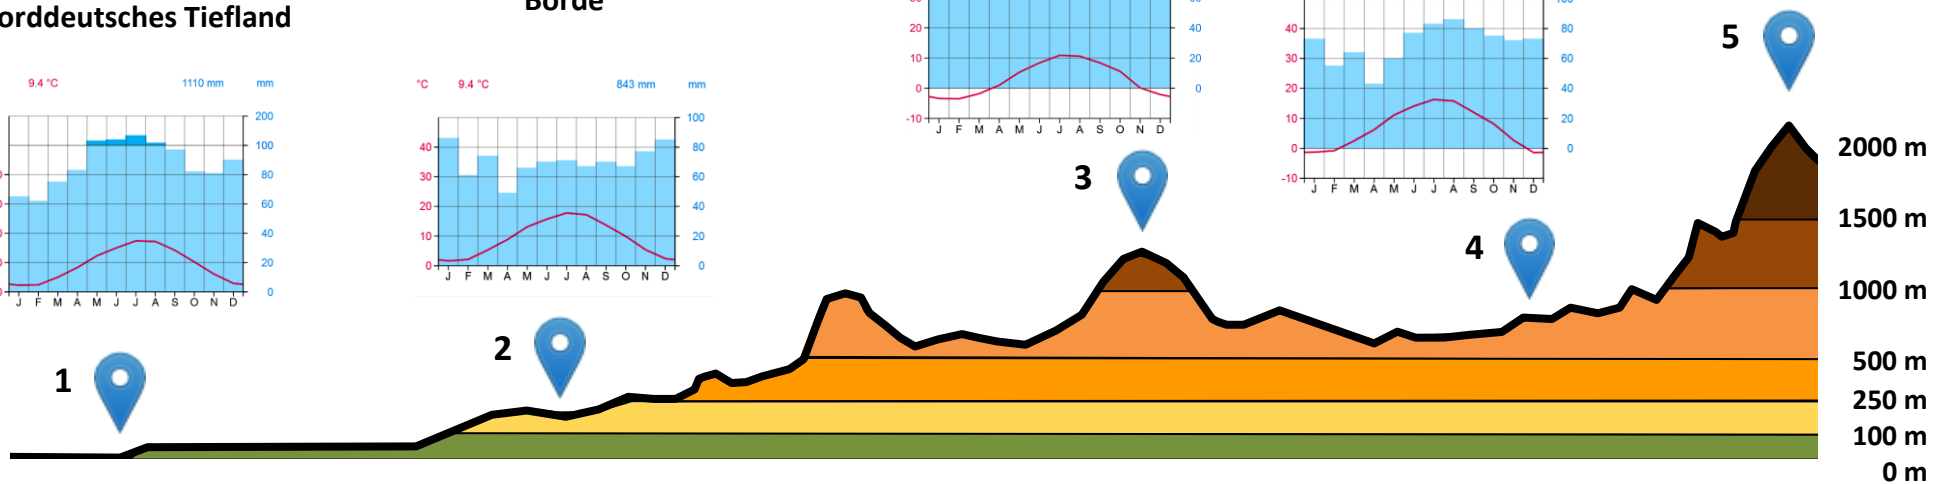 orddeutsches Tiefland
Börde
9.4 °C 1110 mm mm
200
100
80
60
40
20
0
J F M A M J J A S O N D
°C 9.4 °C 843 mm mm
100
40 80
30 60
20 40
10 20
0 0
J F M A M J J A S O N D
20 40
10 20
0 0
-10
J F M A M J J A S O N D
40 80
30 60
20 40
10 20
0 0
-10
J F M A M J J A S O N D
1
2
3
4
5
2000 m
1500 m
1000 m
500 m
250 m
100 m
0 m